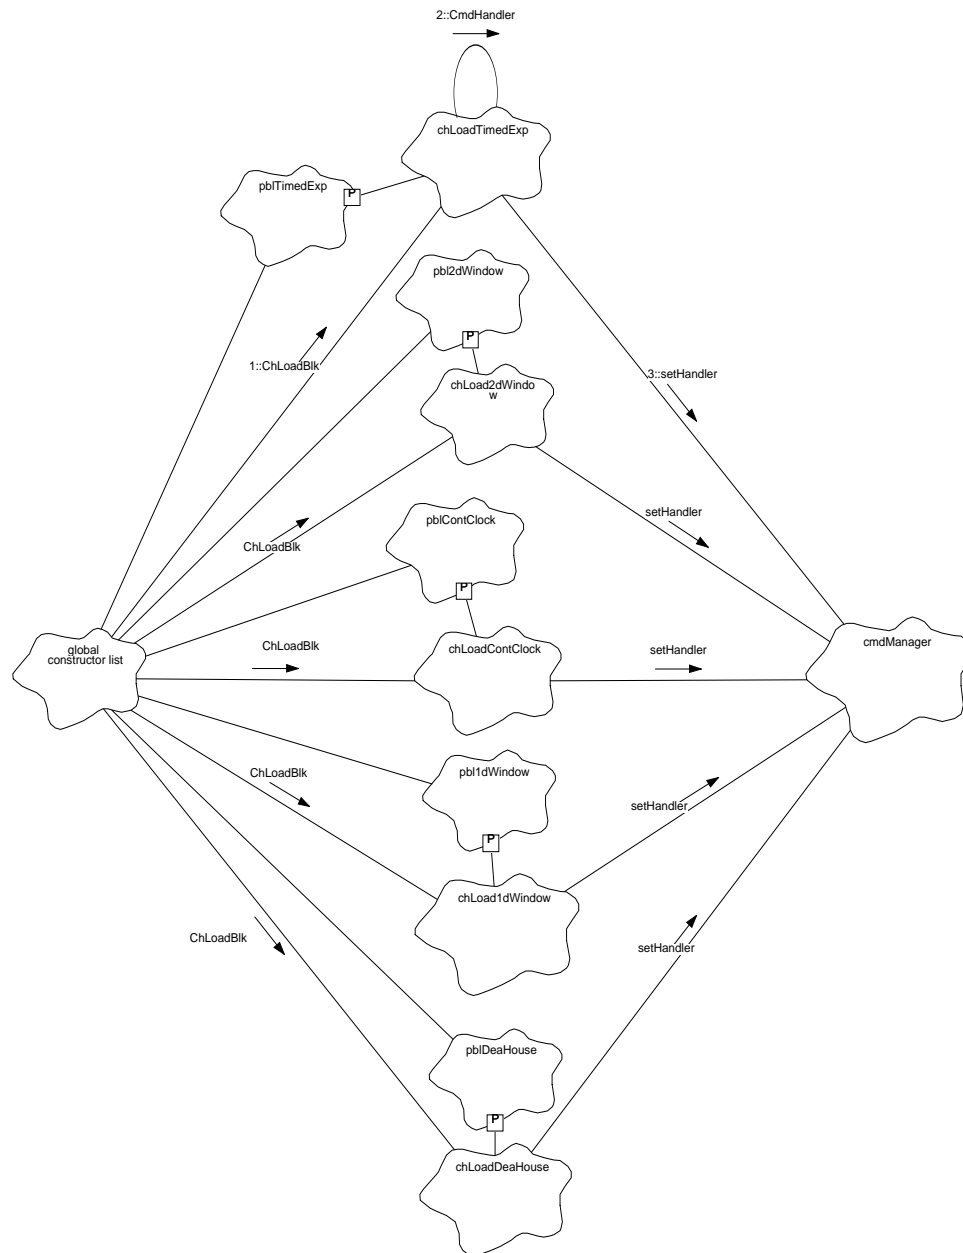 2::CmdHandler
chLoadTimedExp
pblTimedExp
P
pbl2dWindow
P
1::ChLoadBlk
3::setHandler
chLoad2dWindo
w
setHandler
pblContClock
ChLoadBlk
P
global
constructor list
ChLoadBlk
chLoadContClock
setHandler
cmdManager
pbl1dWindow
ChLoadBlk
setHandler
P
chLoad1dWindow
ChLoadBlk
setHandler
pblDeaHouse
P
chLoadDeaHouse